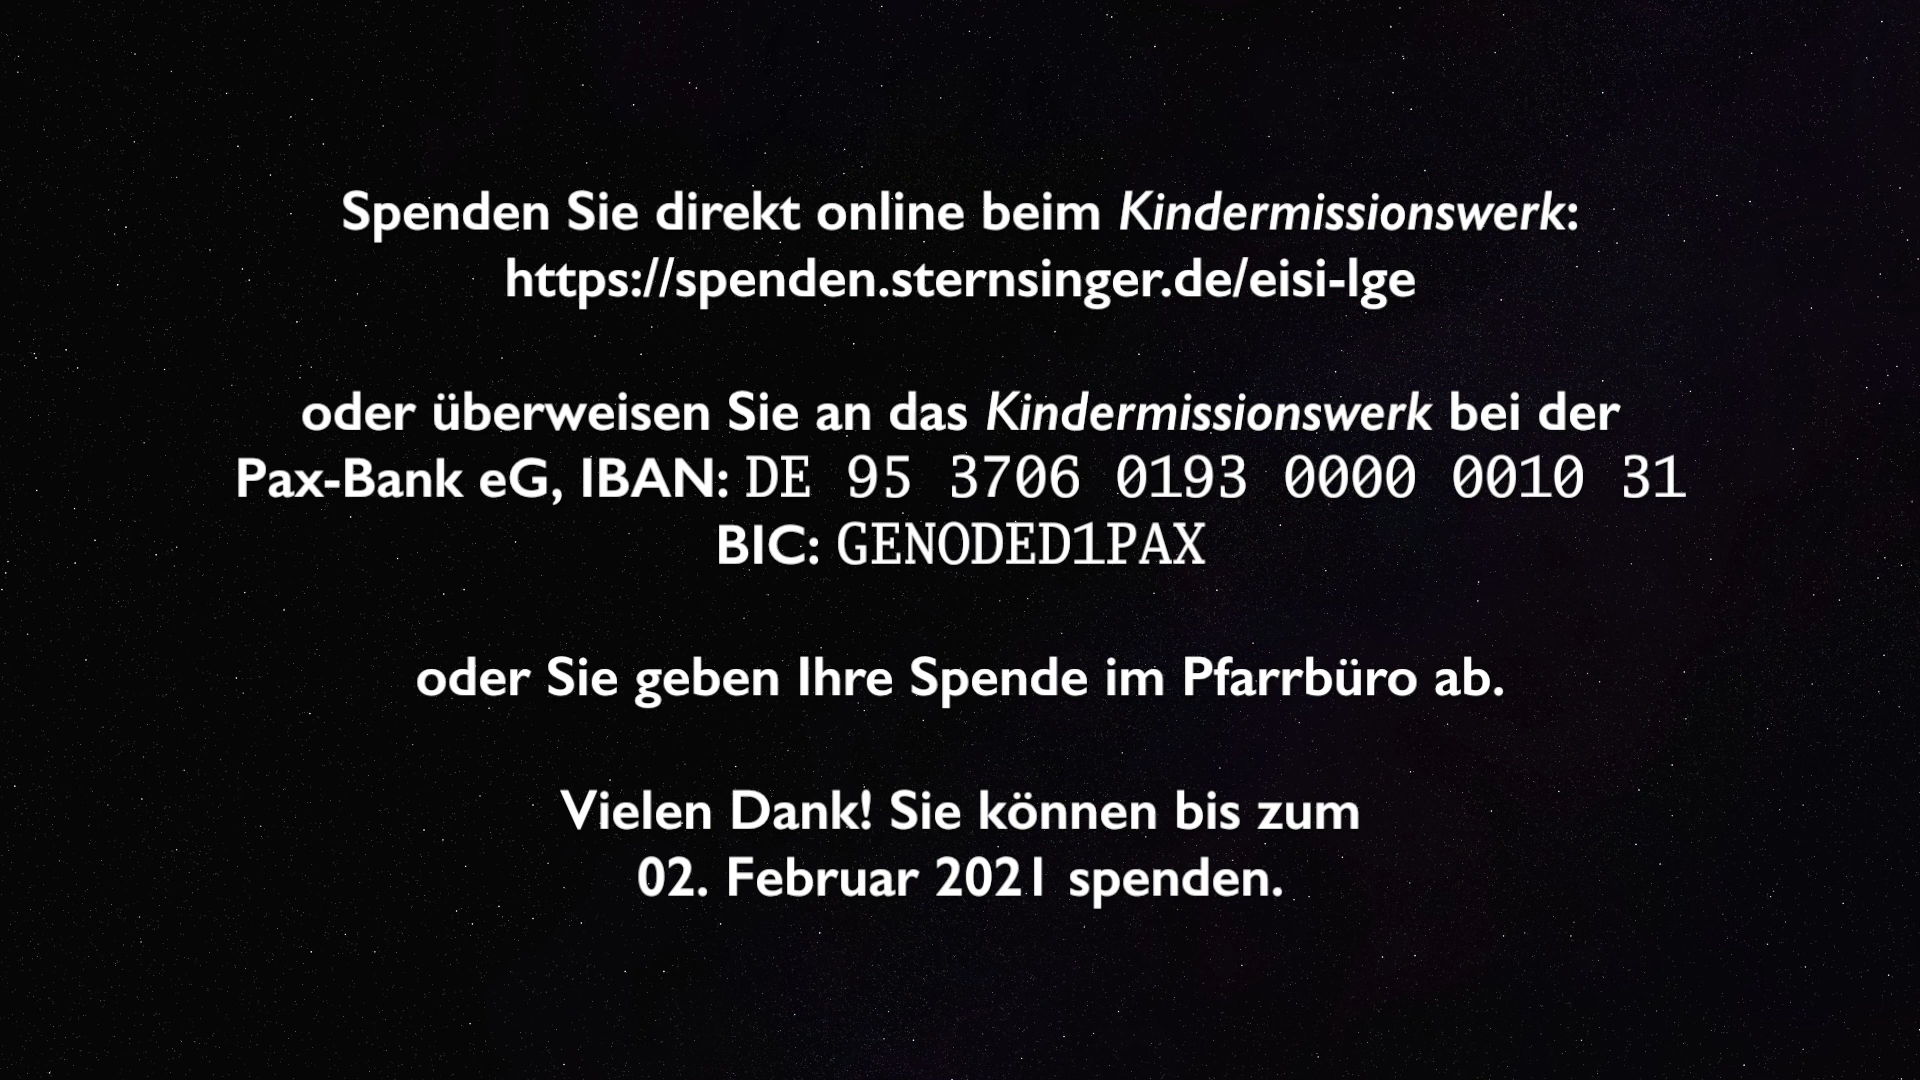 Spenden Sie direkt online beim Kindermissionswerk:
https://spenden.sternsinger.de/eisi-lge
oder überweisen Sie an das Kindermissionswerk bei der
Pax-Bank eG, IBAN: DE 95 3706 0193 0000 0010 31
BIC: GENODED1PAX
oder Sie geben Ihre Spende im Pfarrbüro ab.
Vielen Dank! Sie können bis zum
02. Februar 2021 spenden.